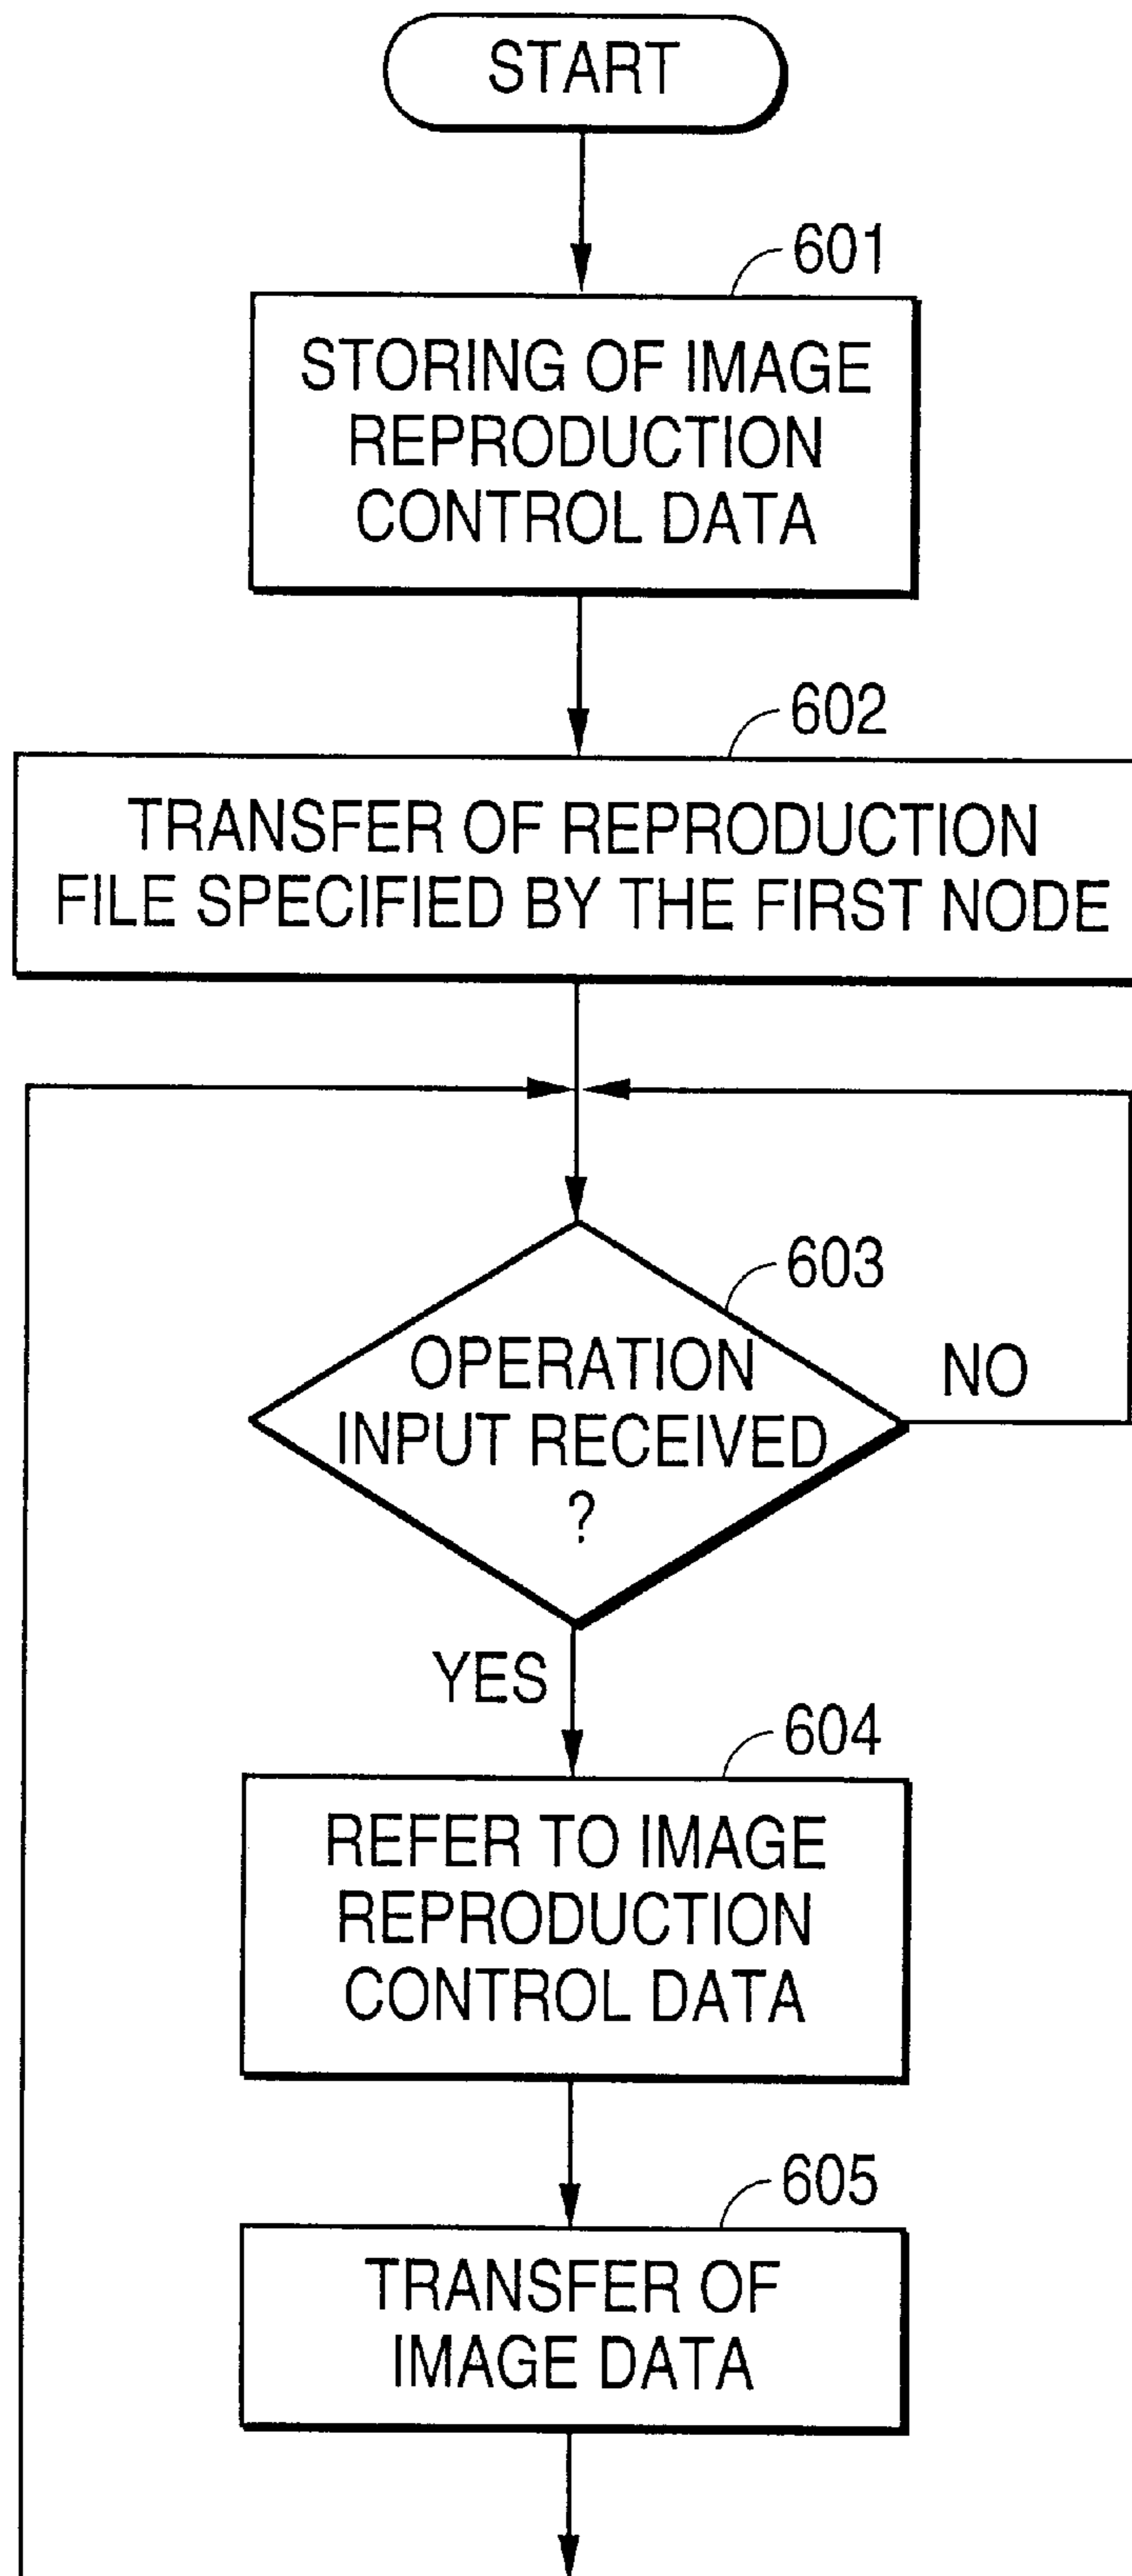 START
601
STORING OF IMAGE
REPRODUCTION
CONTROL DATA
602
TRANSFER OF REPRODUCTION
FILE SPECIFIED BY THE FIRST NODE
603
OPERATION
INPUT RECEIVED
?
NO
YES
604
REFER TO IMAGE
REPRODUCTION
CONTROL DATA
605
TRANSFER OF
IMAGE DATA